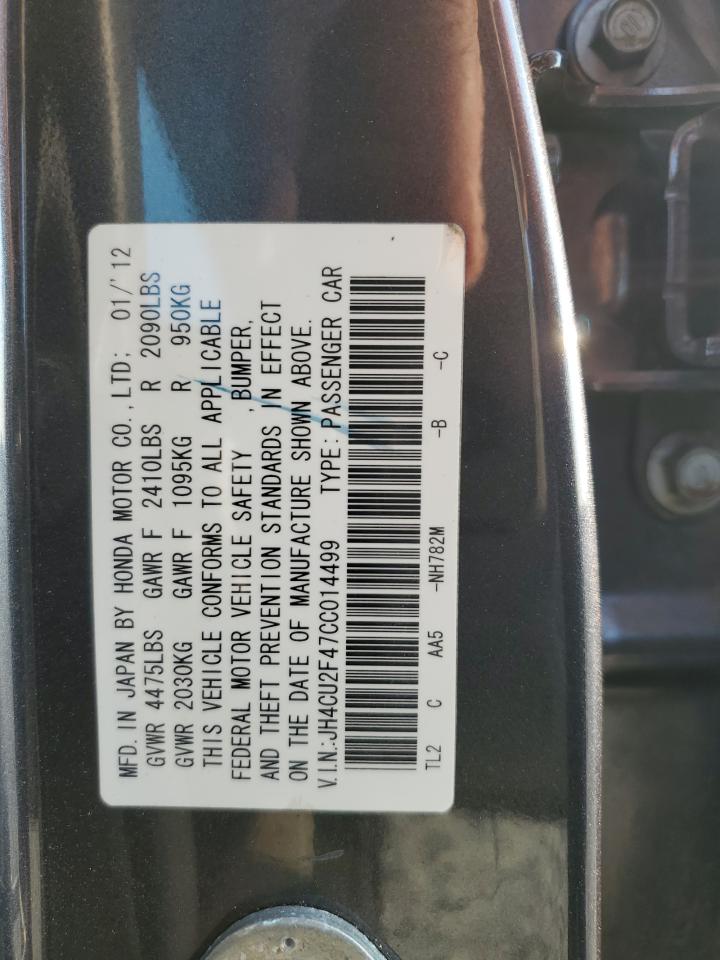 MFD. IN JAPAN BY HONDA MOTOR CO.,LTD; 01/'12
GVWR 4475LBS GAWR F 2410LBS R 2090LBS
GVWR 2030KG GAWR F 1095KG R 950KG
THIS VEHICLE CONFORMS TO ALL APPLICABLE
FEDERAL MOTOR VEHICLE SAFETY ,BUMPER,
AND THEFT PREVENTION STANDARDS IN EFFECT
ON THE DATE OF MANUFACTURE SHOWN ABOVE.
V.I.N.:JH4CU2F47CC014499 TYPE:PASSENGER CAR
TL2 C AA5 -NH782M -B -C